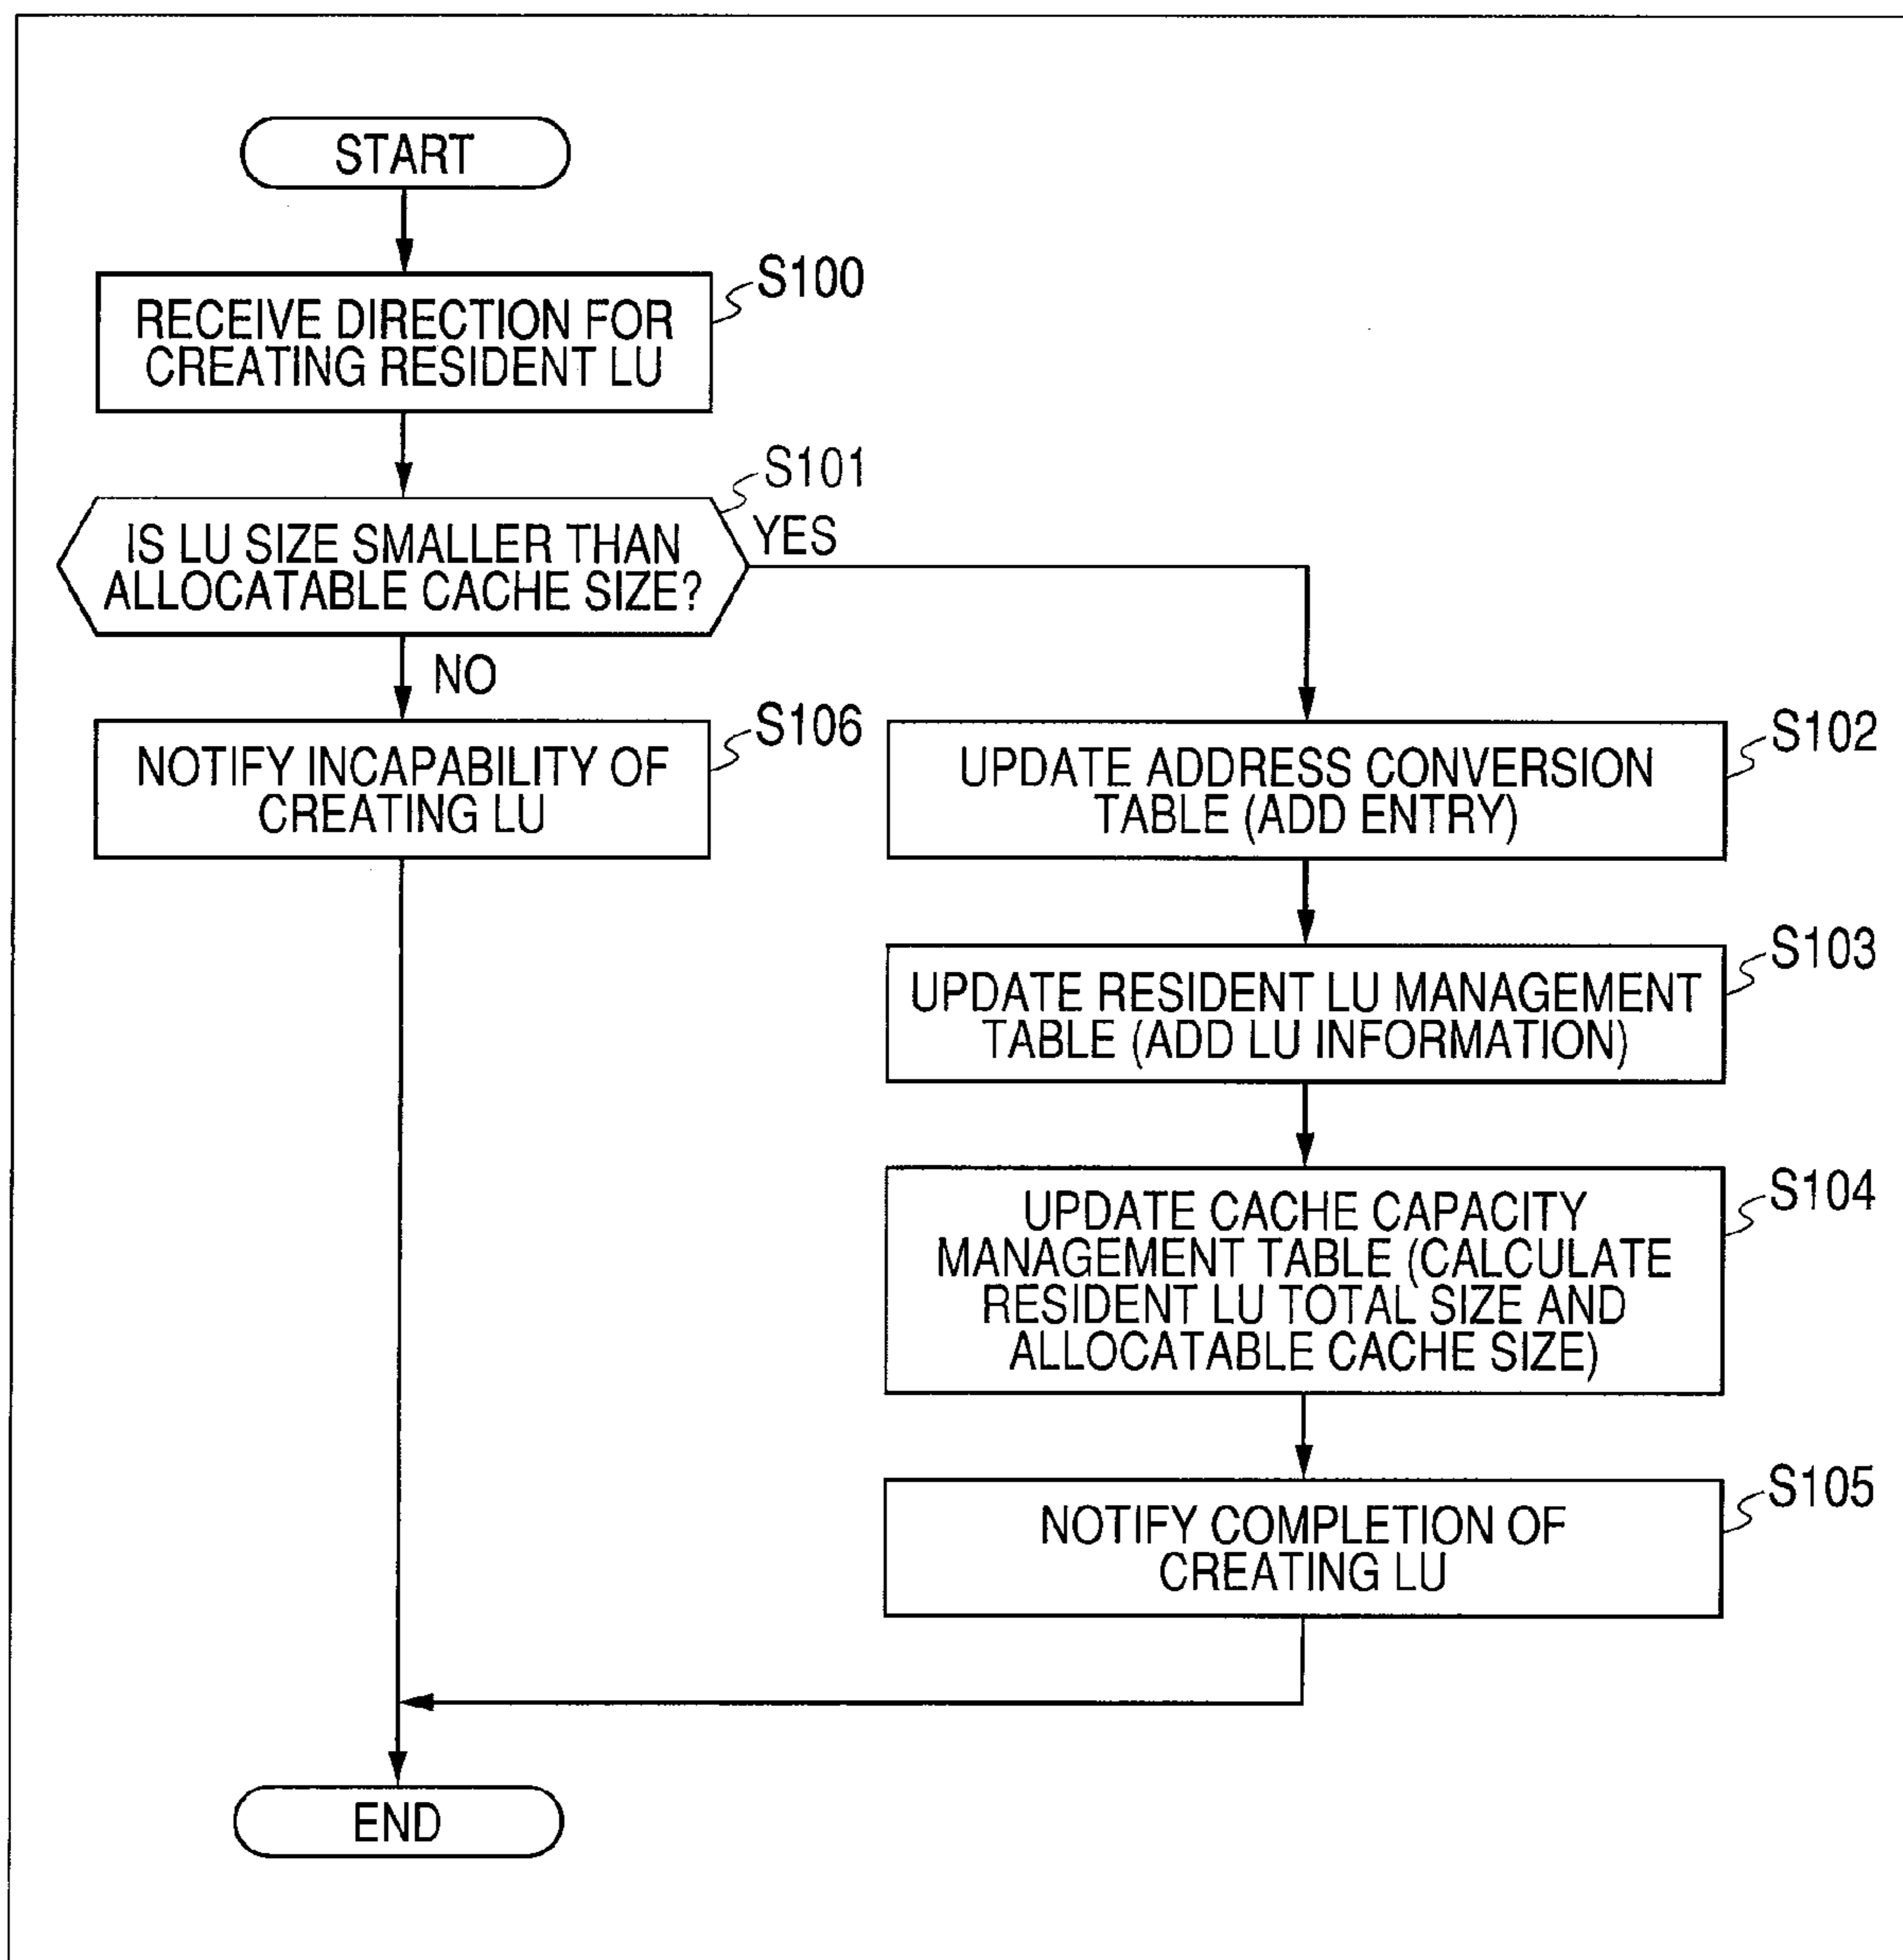 START
S100
RECEIVE DIRECTION FOR
CREATING RESIDENT LU
S101
IS LU SIZE SMALLER THAN
ALLOCATABLE CACHE SIZE?
YES
NO
S106
NOTIFY INCAPABILITY OF
CREATING LU
S102
UPDATE ADDRESS CONVERSION
TABLE (ADD ENTRY)
S103
UPDATE RESIDENT LU MANAGEMENT
TABLE (ADD LU INFORMATION)
S104
UPDATE CACHE CAPACITY
MANAGEMENT TABLE (CALCULATE
RESIDENT LU TOTAL SIZE AND
ALLOCATABLE CACHE SIZE)
S105
NOTIFY COMPLETION OF
CREATING LU
END